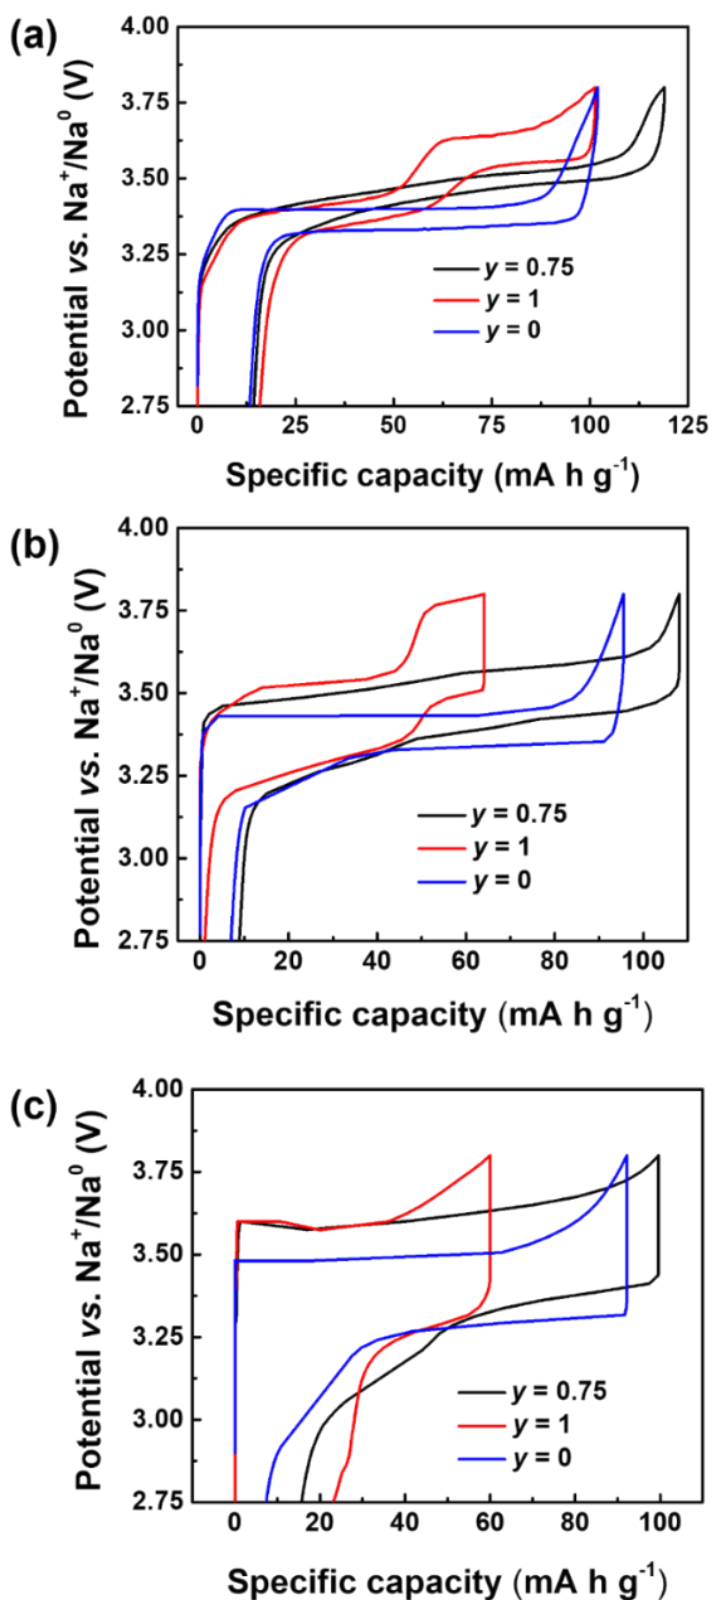 (a)
4.00
3.75
3.50
3.25
3.00
2.75
Potential vs. Na⁺/Na⁰ (V)
y = 0.75
y = 1
y = 0
0 25 50 75 100 125
Specific capacity (mA h g⁻¹)
(b)
4.00
3.75
3.50
3.25
3.00
2.75
Potential vs. Na⁺/Na⁰ (V)
y = 0.75
y = 1
y = 0
0 20 40 60 80 100
Specific capacity (mA h g⁻¹)
(c)
4.00
3.75
3.50
3.25
3.00
2.75
Potential vs. Na⁺/Na⁰ (V)
y = 0.75
y = 1
y = 0
0 20 40 60 80 100
Specific capacity (mA h g⁻¹)